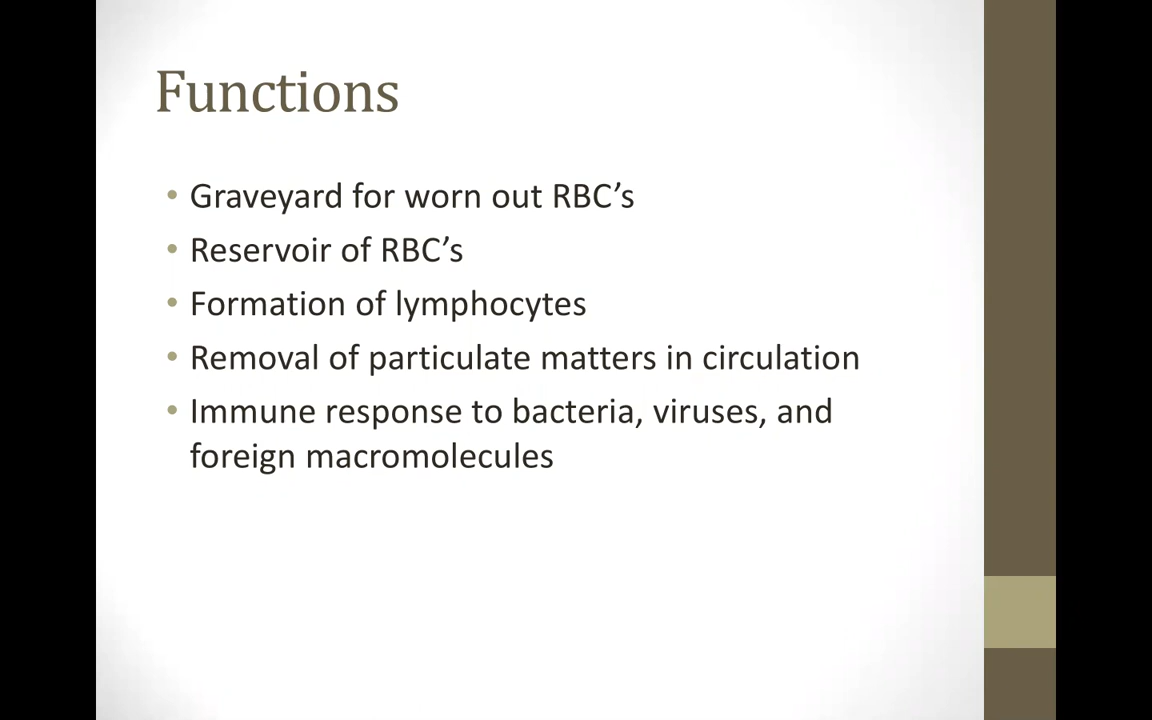 Functions
• Graveyard for worn out RBC’s
• Reservoir of RBC’s
• Formation of lymphocytes
• Removal of particulate matters in circulation
• Immune response to bacteria, viruses, and
foreign macromolecules